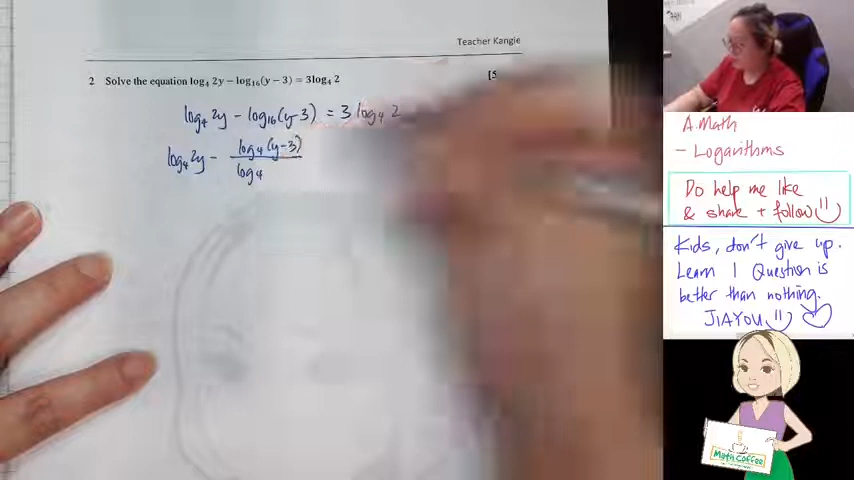 Teacher Kangie
2 Solve the equation log₄ 2y − log₁₆(y − 3) = 3log₄ 2
log₄ 2y − log₁₆(y−3) = 3 log₄ 2
log₄ 2y − log₄(y−3)
log₄
A.Math
- Logarithms
Do help me like
& share + follow
Kids, don't give up.
Learn 1 Question is
better than nothing.
JIAYOU
Math Coffee